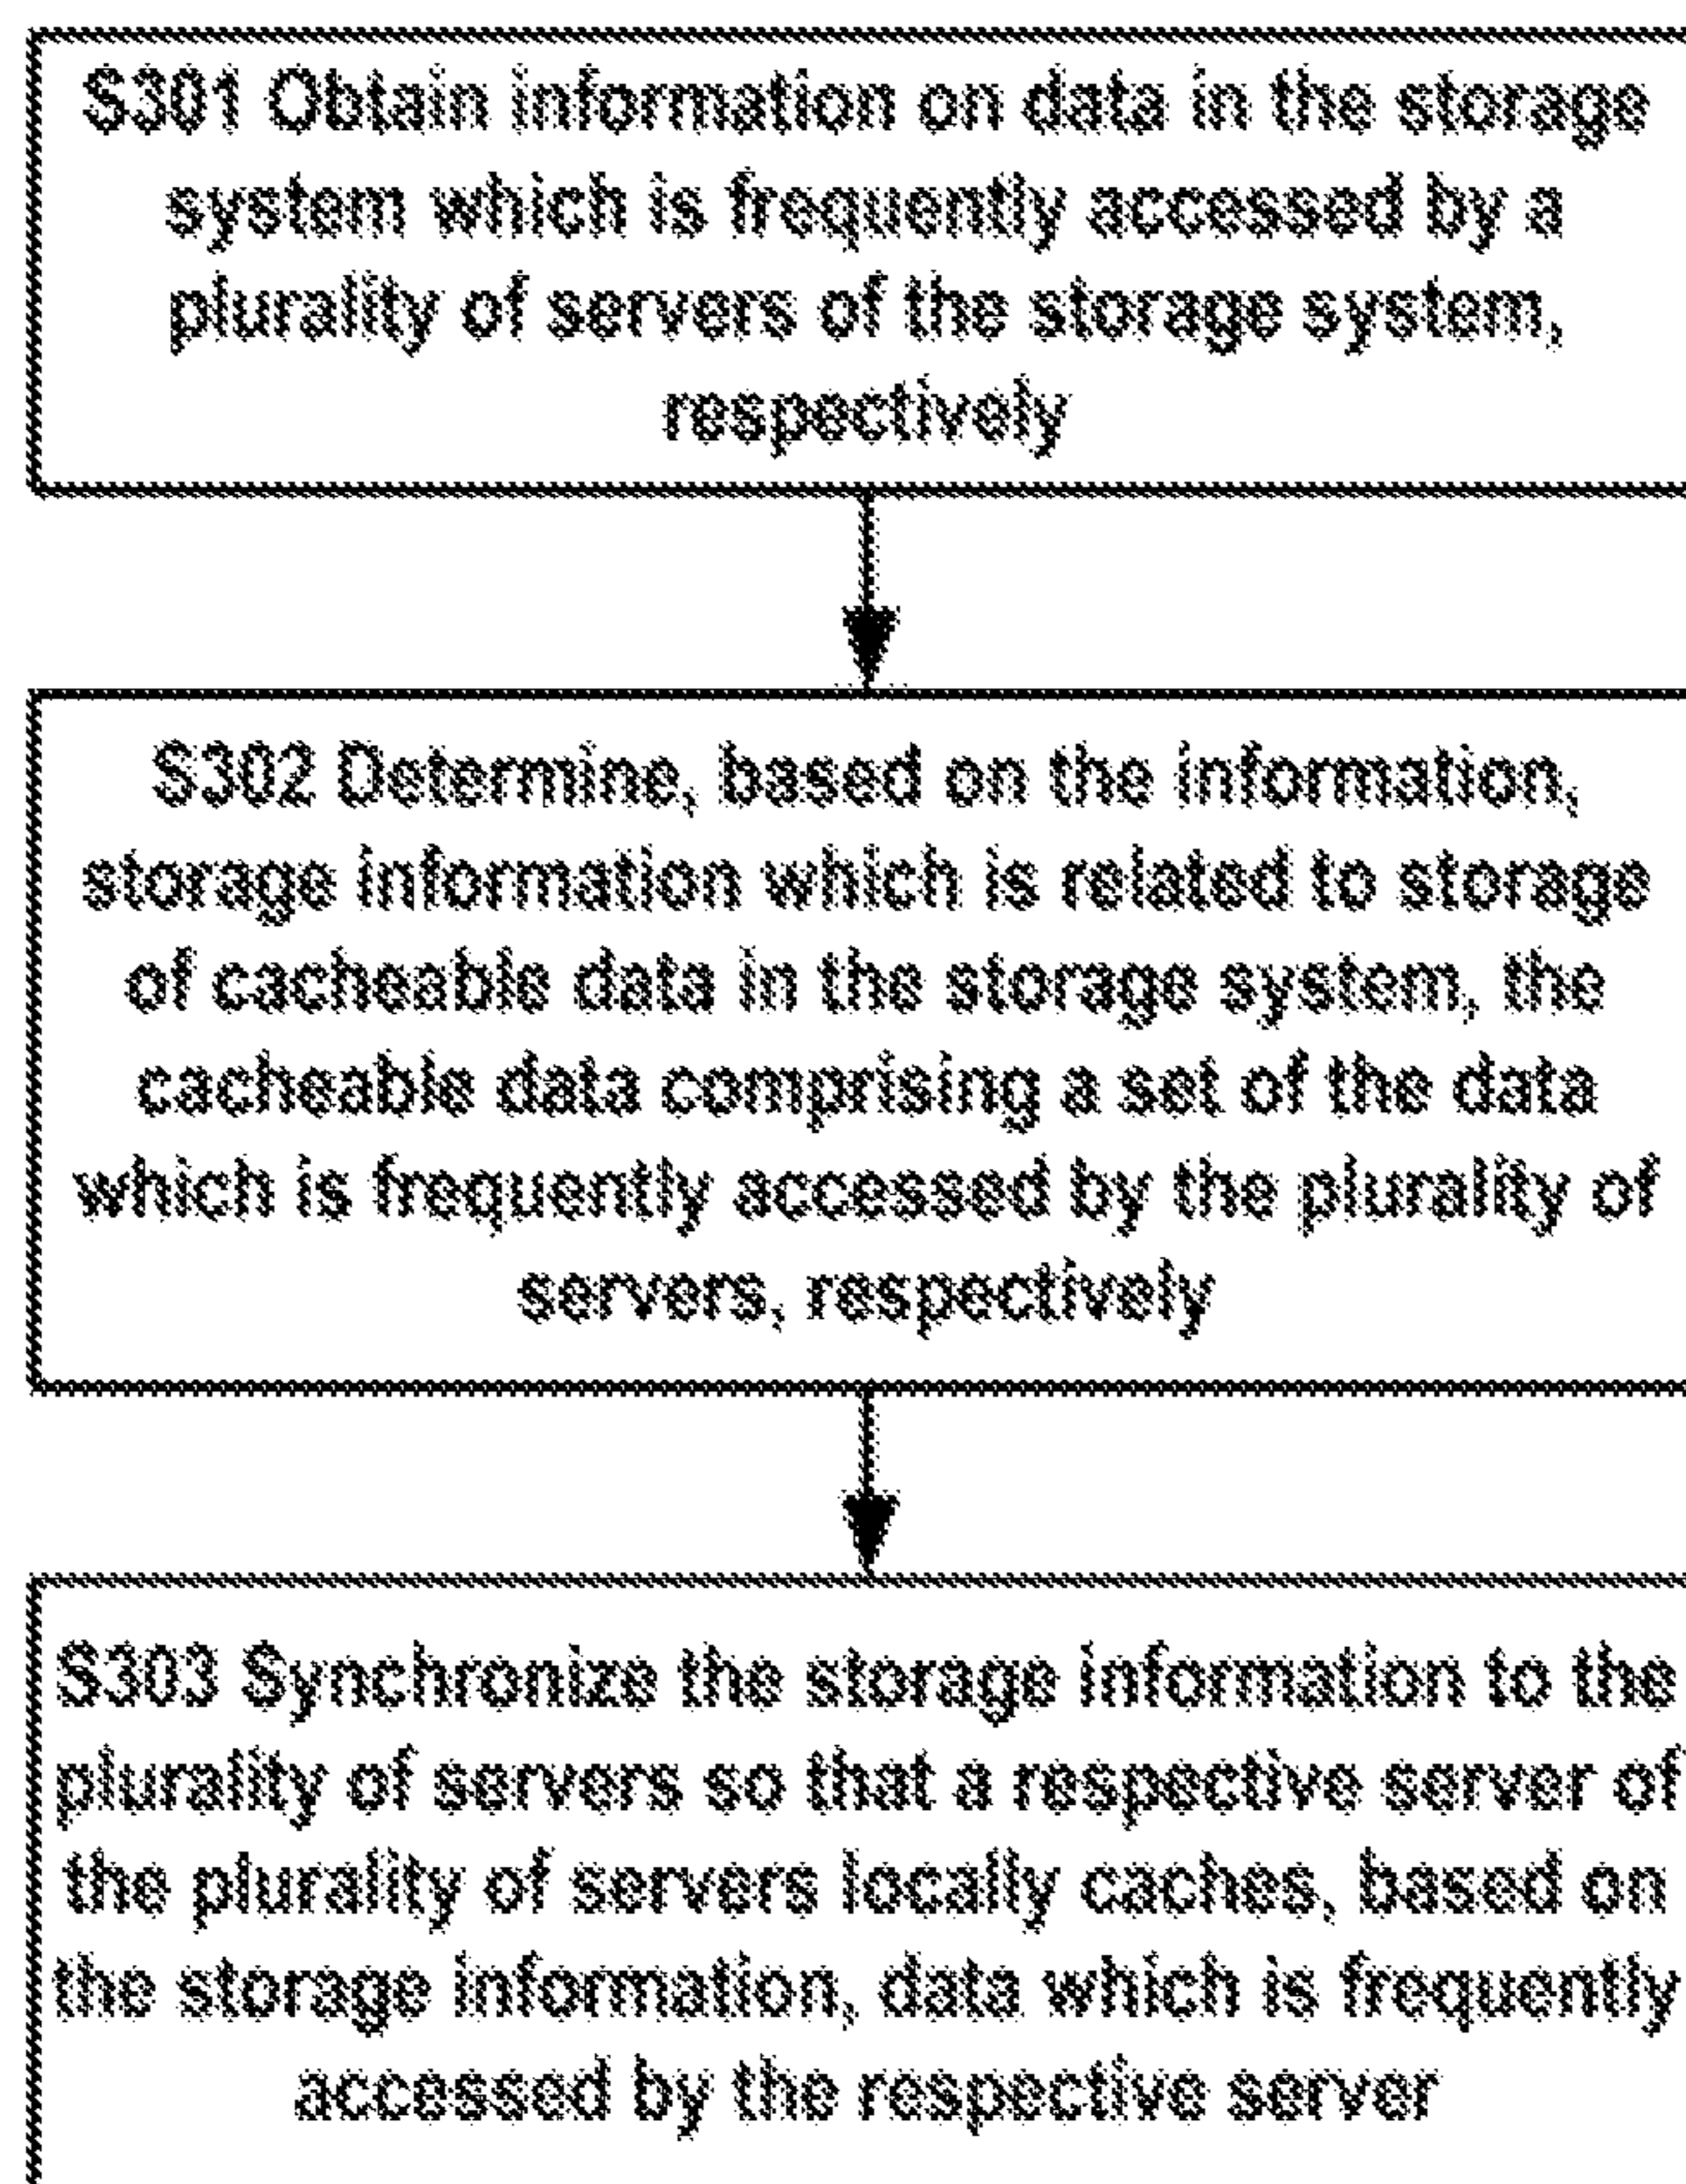 S301 Obtain information on data in the storage
system which is frequently accessed by a
plurality of servers of the storage system,
respectively
S302 Determine, based on the information,
storage information which is related to storage
of cacheable data in the storage system, the
cacheable data comprising a set of the data
which is frequently accessed by the plurality of
servers, respectively
S303 Synchronize the storage information to the
plurality of servers so that a respective server of
the plurality of servers locally caches, based on
the storage information, data which is frequently
accessed by the respective server